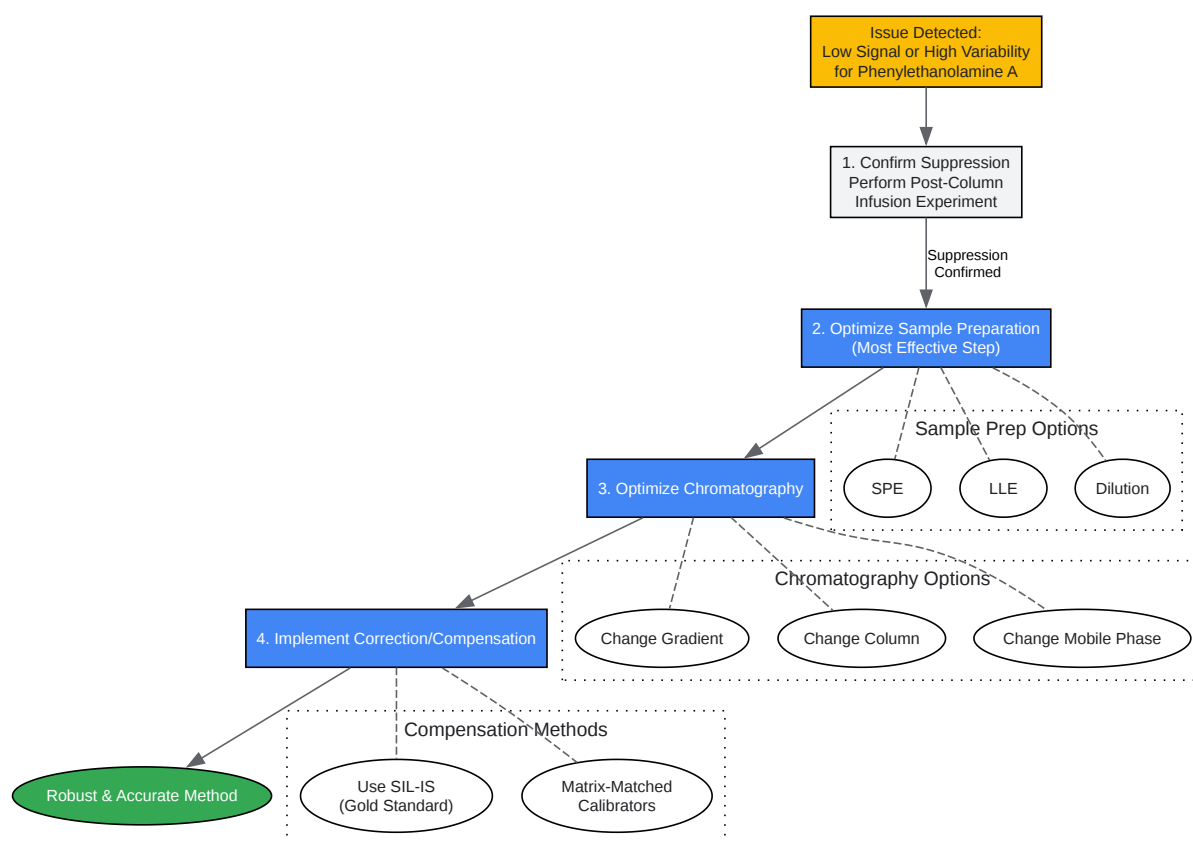 Issue Detected:
Low Signal or High Variability
for Phenylethanolamine A
1. Confirm Suppression
Perform Post-Column
Infusion Experiment
Suppression
Confirmed
2. Optimize Sample Preparation
(Most Effective Step)
Sample Prep Options
SPE
LLE
Dilution
3. Optimize Chromatography
Chromatography Options
Change Gradient
Change Column
Change Mobile Phase
4. Implement Correction/Compensation
Compensation Methods
Use SIL-IS
(Gold Standard)
Matrix-Matched
Calibrators
Robust & Accurate Method